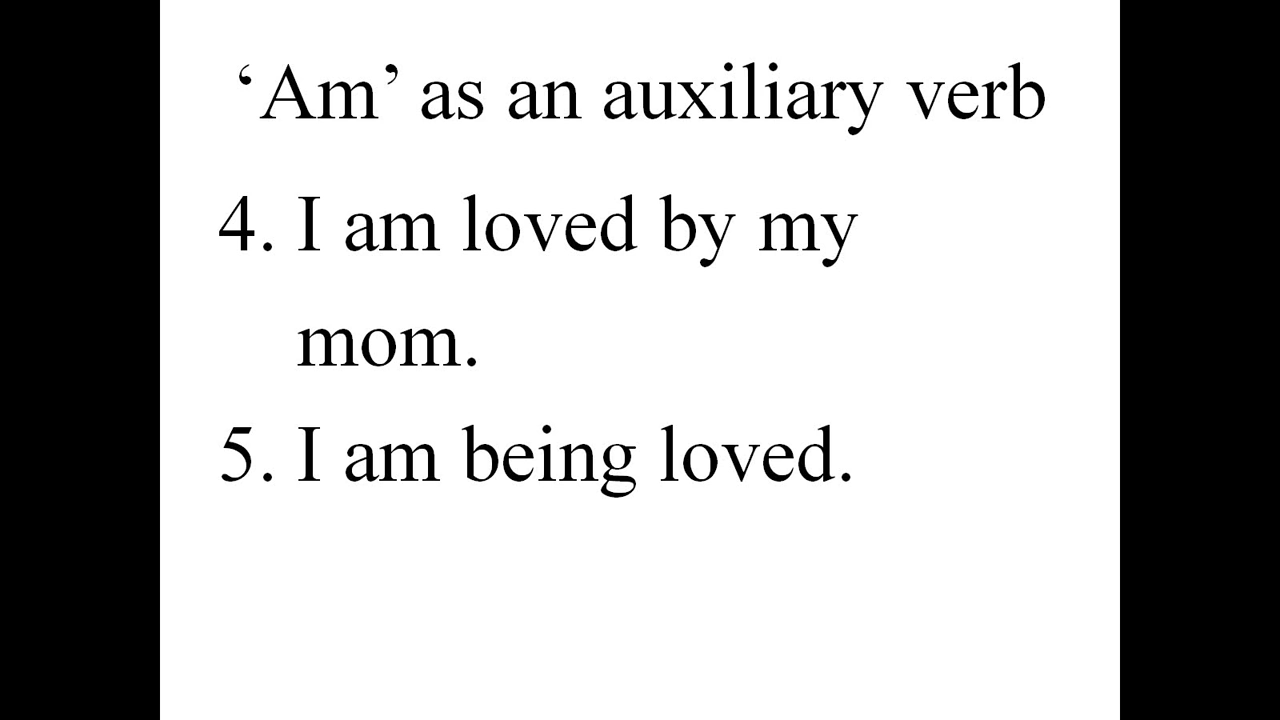 ‘Am’ as an auxiliary verb
4. I am loved by my
mom.
5. I am being loved.